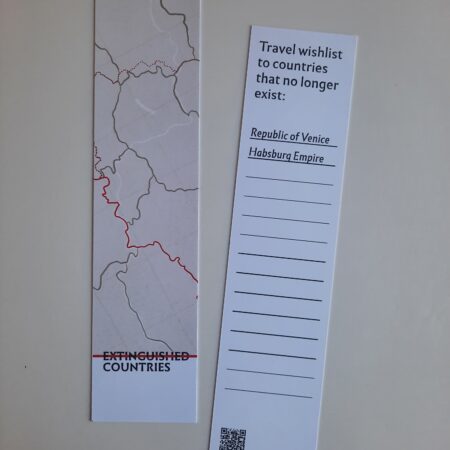 EXTINGUISHED
COUNTRIES
Travel wishlist
to countries
that no longer
exist:
Republic of Venice
Habsburg Empire